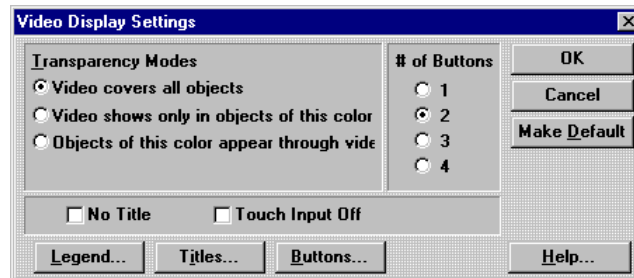 Video Display Settings
Transparency Modes
Video covers all objects
Video shows only in objects of this color
Objects of this color appear through vide
# of Buttons
1
2
3
4
OK
Cancel
Make Default
No Title
Touch Input Off
Legend...
Titles...
Buttons...
Help...